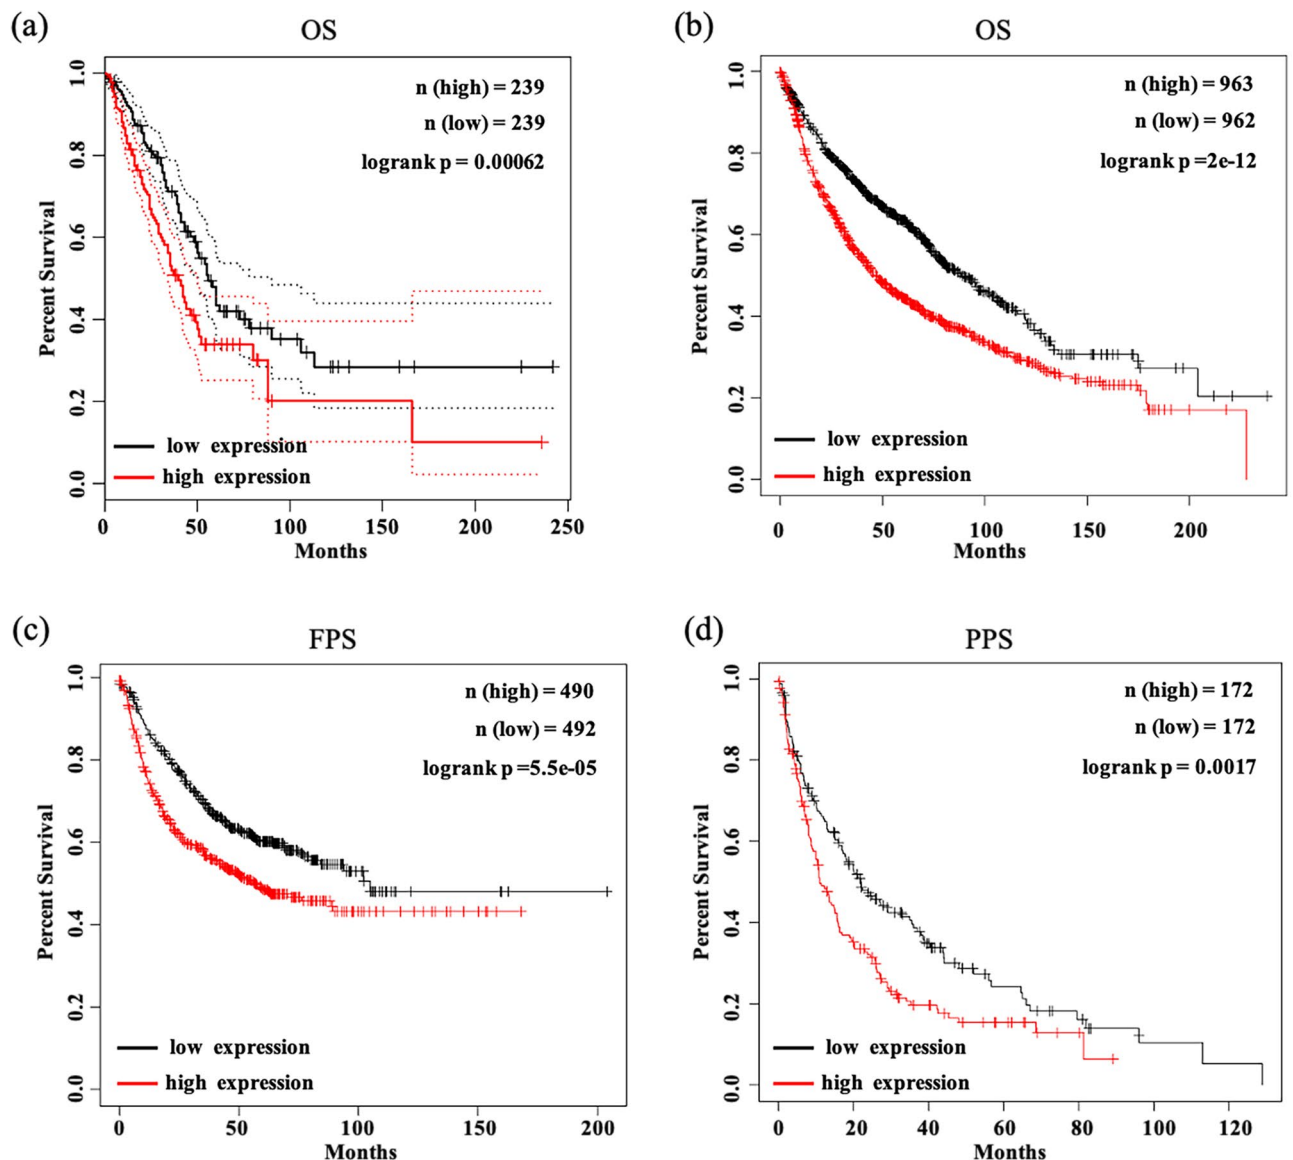 (a)
OS
n (high) = 239
n (low) = 239
logrank p = 0.00062
low expression
high expression
Percent Survival
0.0 0.2 0.4 0.6 0.8 1.0
0 50 100 150 200 250
Months
(b)
OS
n (high) = 963
n (low) = 962
logrank p =2e-12
low expression
high expression
Percent Survival
0.0 0.2 0.4 0.6 0.8 1.0
0 50 100 150 200
Months
(c)
FPS
n (high) = 490
n (low) = 492
logrank p =5.5e-05
low expression
high expression
Percent Survival
0.0 0.2 0.4 0.6 0.8 1.0
0 50 100 150 200
Months
(d)
PPS
n (high) = 172
n (low) = 172
logrank p = 0.0017
low expression
high expression
Percent Survival
0.0 0.2 0.4 0.6 0.8 1.0
0 20 40 60 80 100 120
Months